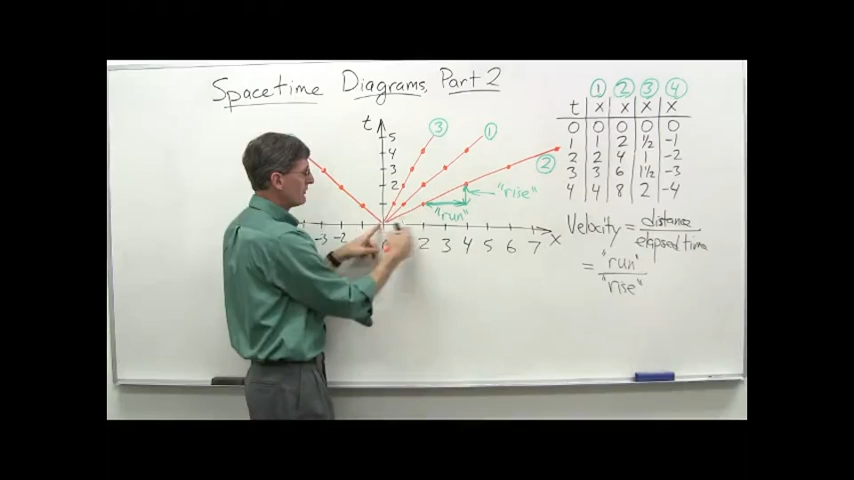 Spacetime Diagrams, Part 2
① ② ③ ④
t x x x x
0 0 0 0 0
1 1 2 ½ -1
2 2 4 1 -2
3 3 6 1½ -3
4 4 8 2 -4
t
5
4
3
2
③
①
②
"rise"
"run"
-3 -2 0 2 3 4 5 6 7 x
Velocity = distance
elapsed time
= "run"
"rise"